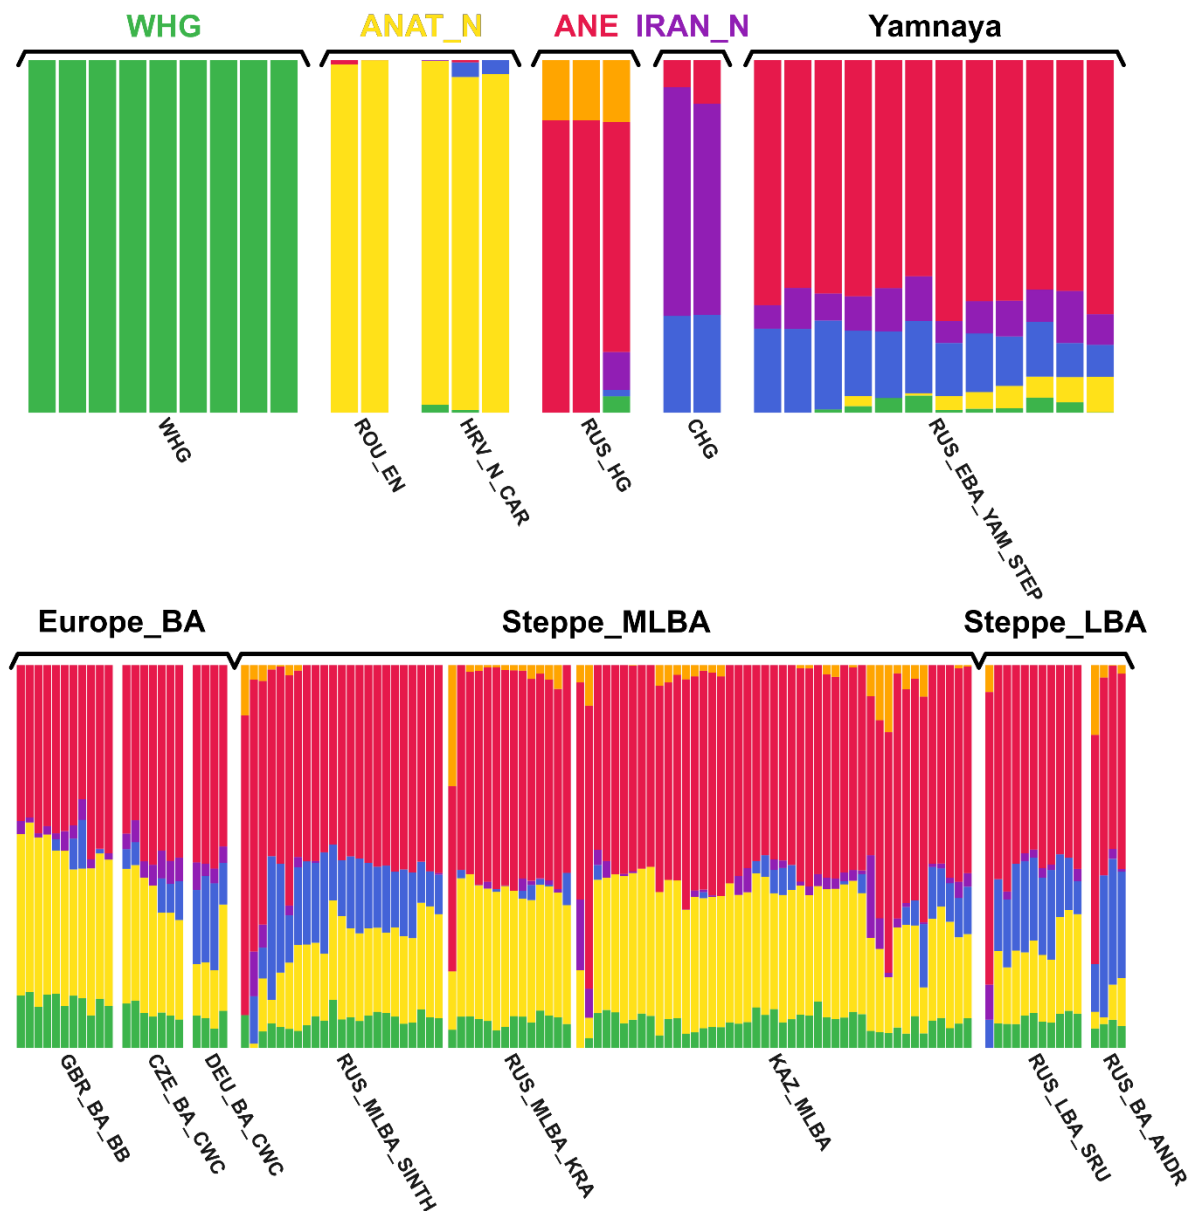 WHG ANAT_N ANE IRAN_N Yamnaya
WHG ROU_EN HRV_N_CAR RUS_HG CHG RUS_EBA_YAM_STEP
Europe_BA Steppe_MLBA Steppe_LBA
GBR_BA_BB CZE_BA_CWC DEU_BA_CWC RUS_MLBA_SINTH RUS_MLBA_KRA KAZ_MLBA RUS_LBA_SRU RUS_BA_ANDR